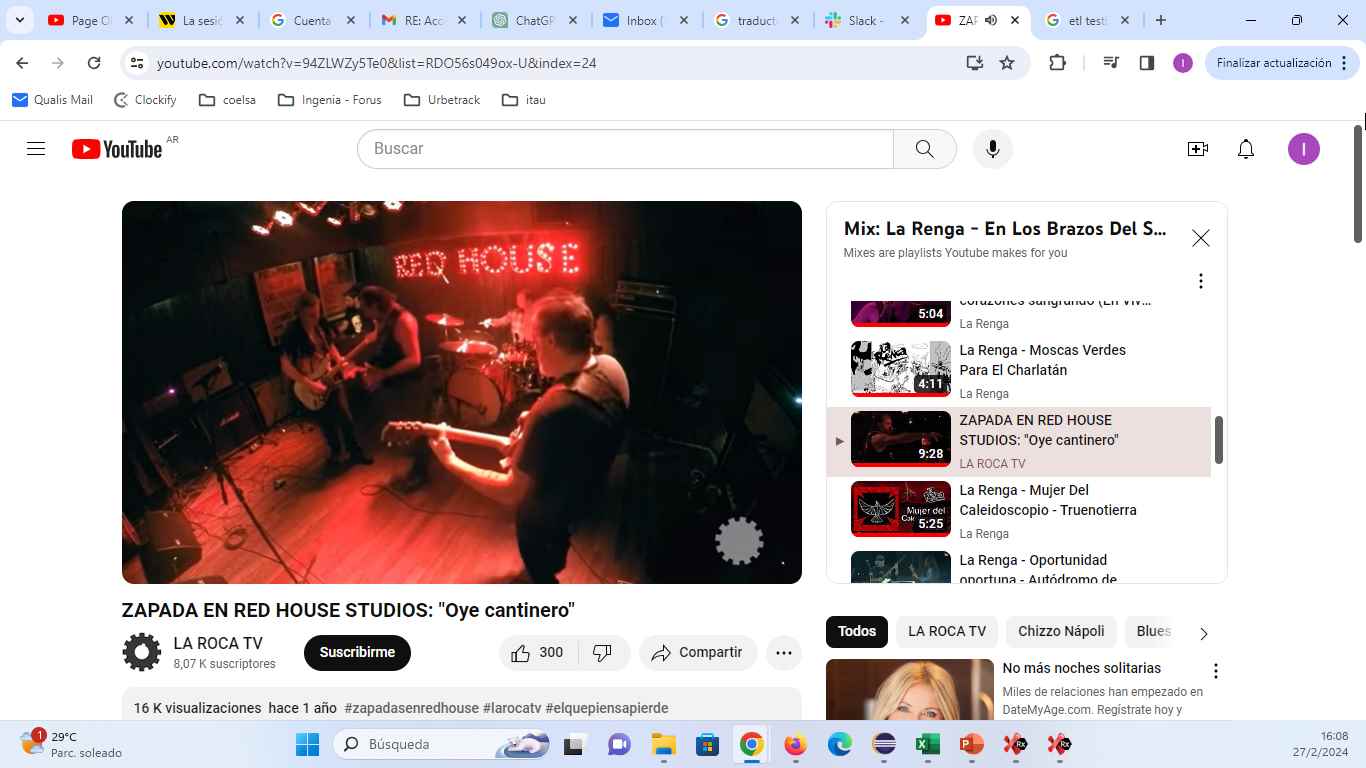 Page O
La sesió
Cuenta
RE: Acc
ChatGP
Inbox (
traducto
Slack -
ZAP
etl testi
youtube.com/watch?v=94ZLWZy5Te0&list=RDO56s049ox-U&index=24
Finalizar actualización
Qualis Mail
Clockify
coelsa
Ingenia - Forus
Urbetrack
itau
YouTube AR
Buscar
I
RED HOUSE
Mix: La Renga - En Los Brazos Del S...
Mixes are playlists Youtube makes for you
corazones sangrando (En Viv...
5:04
La Renga
La Renga - Moscas Verdes
Para El Charlatán
4:11
La Renga
ZAPADA EN RED HOUSE
STUDIOS: "Oye cantinero"
9:28
LA ROCA TV
La Renga - Mujer Del
Caleidoscopio - Truenotierra
5:25
La Renga
La Renga - Oportunidad
oportuna - Autódromo de
ZAPADA EN RED HOUSE STUDIOS: "Oye cantinero"
LA ROCA TV
8,07 K suscriptores
Suscribirme
300
Compartir
16 K visualizaciones hace 1 año #zapadasenredhouse #larocatv #elquepiensapierde
Todos
LA ROCA TV
Chizzo Nápoli
Blues
No más noches solitarias
Miles de relaciones han empezado en
DateMyAge.com. Regístrate hoy y
1
29°C
Parc. soleado
Búsqueda
16:08
27/2/2024